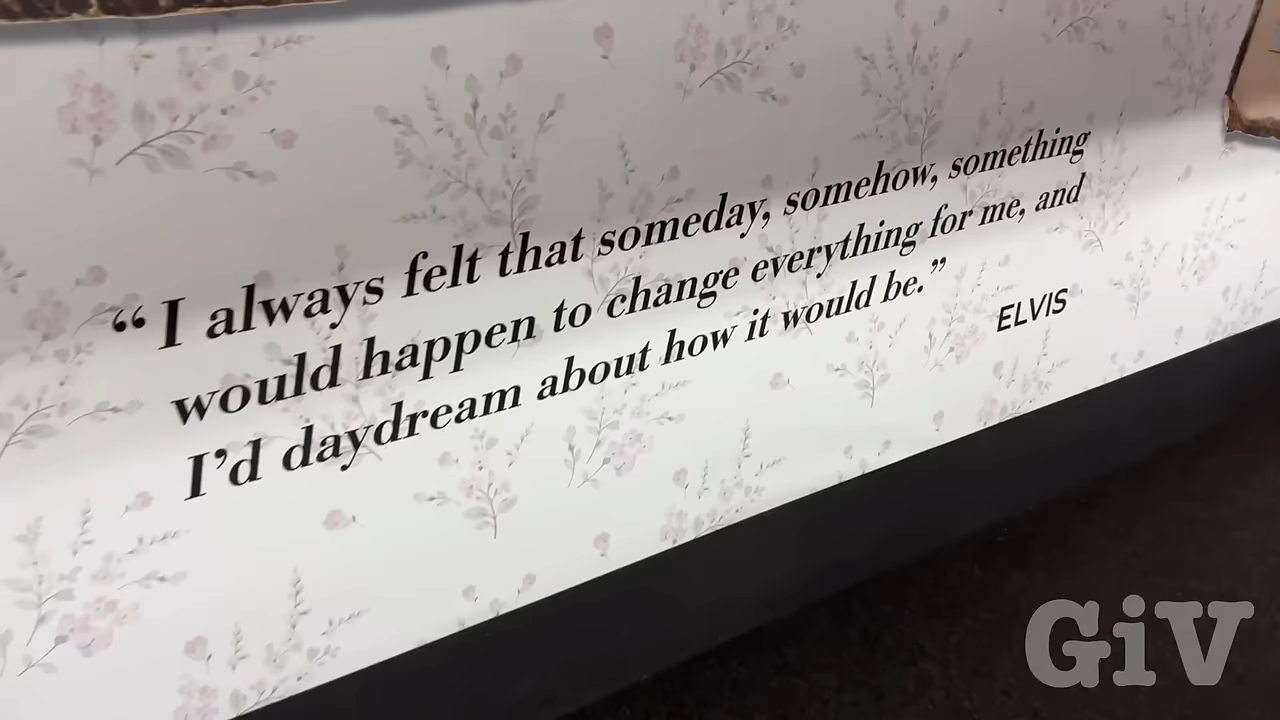 “I always felt that someday, somehow, something
would happen to change everything for me, and
I’d daydream about how it would be.”
ELVIS
GiV